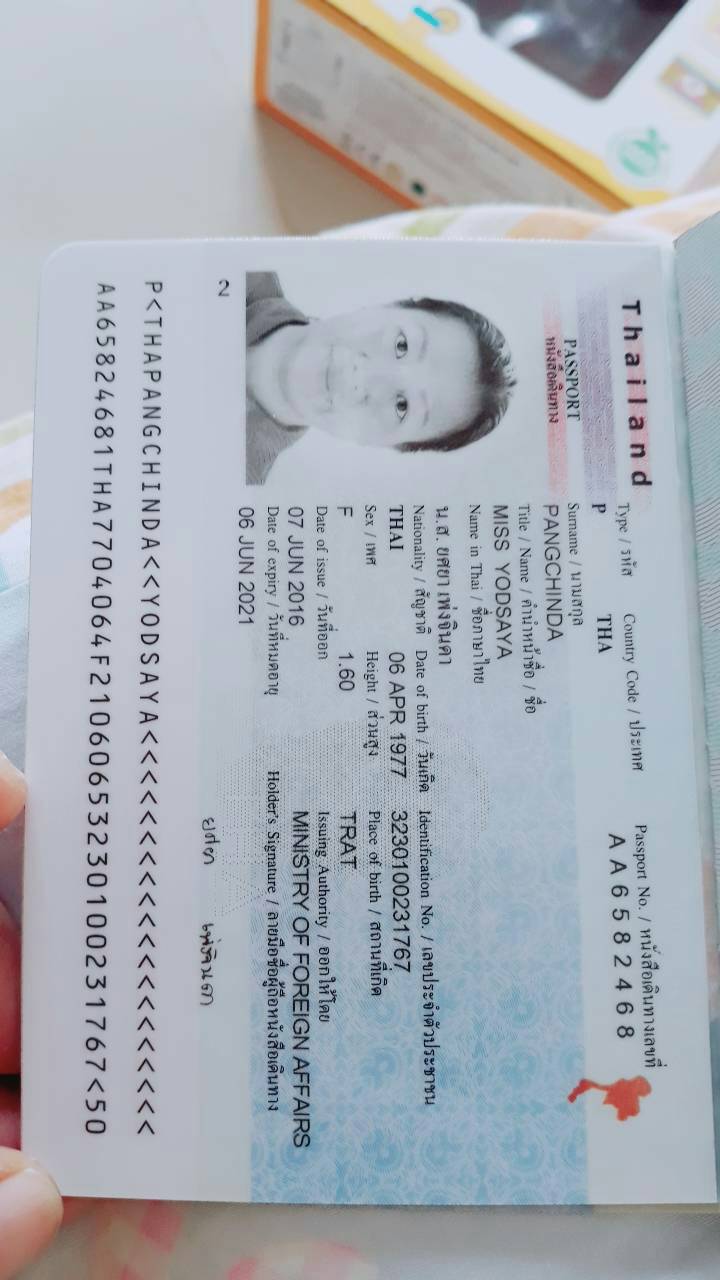 Thailand
PASSPORT
หนังสือเดินทาง
Type / รหัส
P
Country Code / ประเทศ
THA
Passport No. / หนังสือเดินทางเลขที่
AA6582468
Surname / นามสกุล
PANGCHINDA
Title / Name / คำนำหน้าชื่อ / ชื่อ
MISS YODSAYA
Name in Thai / ชื่อภาษาไทย
น.ส. ยศยา เพ่งจินดา
Nationality / สัญชาติ
THAI
Date of birth / วันเกิด
06 APR 1977
Identification No. / เลขประจำตัวประชาชน
3230100231767
Sex / เพศ
F
Height / ส่วนสูง
1.60
Place of birth / สถานที่เกิด
TRAT
Date of issue / วันที่ออก
07 JUN 2016
Issuing Authority / ออกให้โดย
MINISTRY OF FOREIGN AFFAIRS
Date of expiry / วันที่หมดอายุ
06 JUN 2021
Holder's Signature / ลายมือชื่อผู้ถือหนังสือเดินทาง
ยศยา เพ่งจินดา
2
P<THAPANGCHINDA<<YODSAYA<<<<<<<<<<<<<<<<<<<<
AA65824681THA7704064F21060653230100231767<50